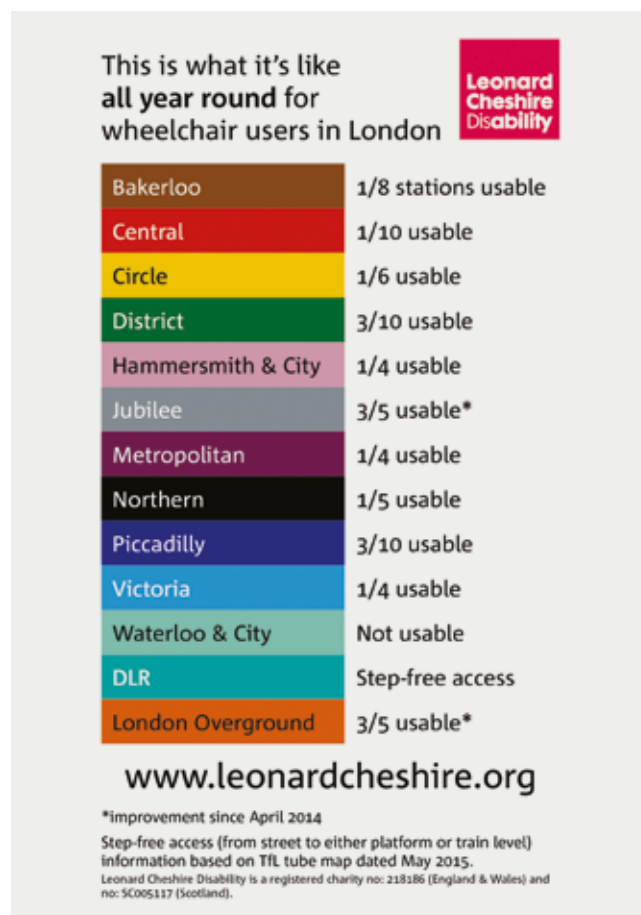 This is what it's like
all year round for
wheelchair users in London
Leonard
Cheshire
Disability
Bakerloo 1/8 stations usable
Central 1/10 usable
Circle 1/6 usable
District 3/10 usable
Hammersmith & City 1/4 usable
Jubilee 3/5 usable*
Metropolitan 1/4 usable
Northern 1/5 usable
Piccadilly 3/10 usable
Victoria 1/4 usable
Waterloo & City Not usable
DLR Step-free access
London Overground 3/5 usable*
www.leonardcheshire.org
*improvement since April 2014
Step-free access (from street to either platform or train level)
information based on TfL tube map dated May 2015.
Leonard Cheshire Disability is a registered charity no: 218186 (England & Wales) and
no: SC005117 (Scotland).